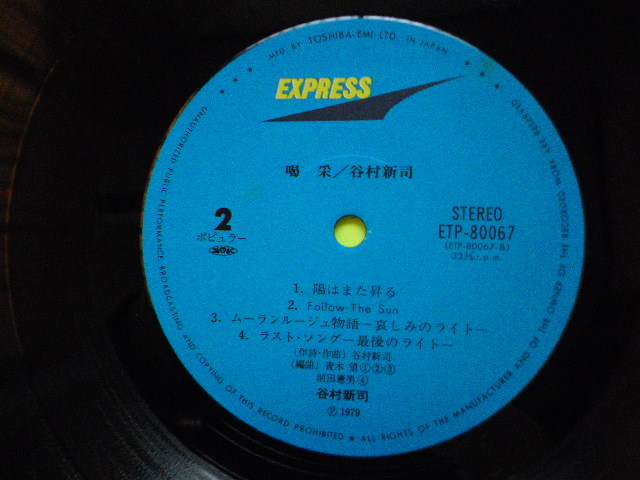 MFG. BY TOSHIBA-EMI LTD. IN JAPAN
EXPRESS
喝 采/谷村新司
2
ポピュラー
STEREO
ETP-80067
(ETP-80067-B)
33⅓r.p.m.
1. 陽はまた昇る
2. Follow The Sun
3. ムーランルージュ物語ー哀しみのライトー
4. ラスト・ソングー最後のライトー
(作詩・作曲) 谷村新司
(編曲) 青木 望①②③
前田憲男④
谷村新司
Ⓟ 1979
UNAUTHORIZED PUBLIC PERFORMANCE, BROADCASTING AND COPYING OF THIS RECORD PROHIBITED ★ ALL RIGHTS OF THE MANUFACTURER AND OF THE OWNER OF THE RECORDED WORK ARE RESERVED